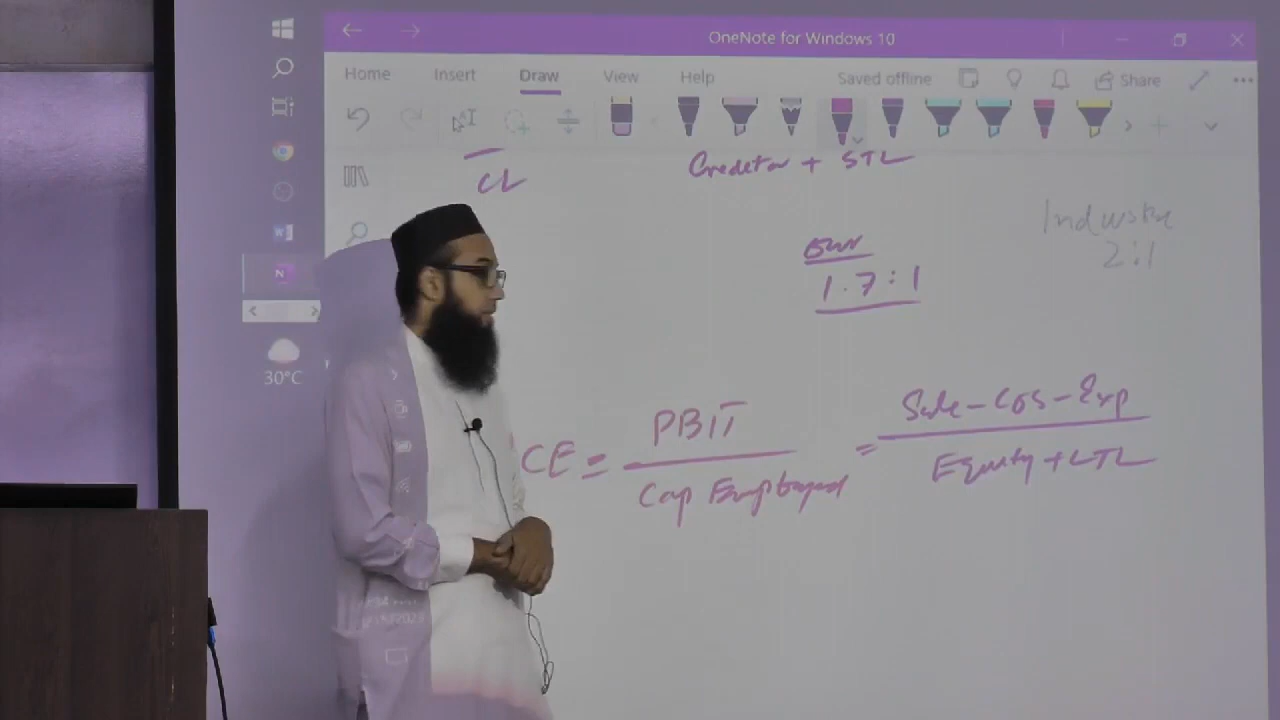 OneNote for Windows 10
Home Insert Draw View Help Saved offline Share
Creditor + STL
CL
Industry
2:1
Our
1.7:1
CE = PBIT = Sale - COS - Exp
Cap Employed Equity + LTL
30°C